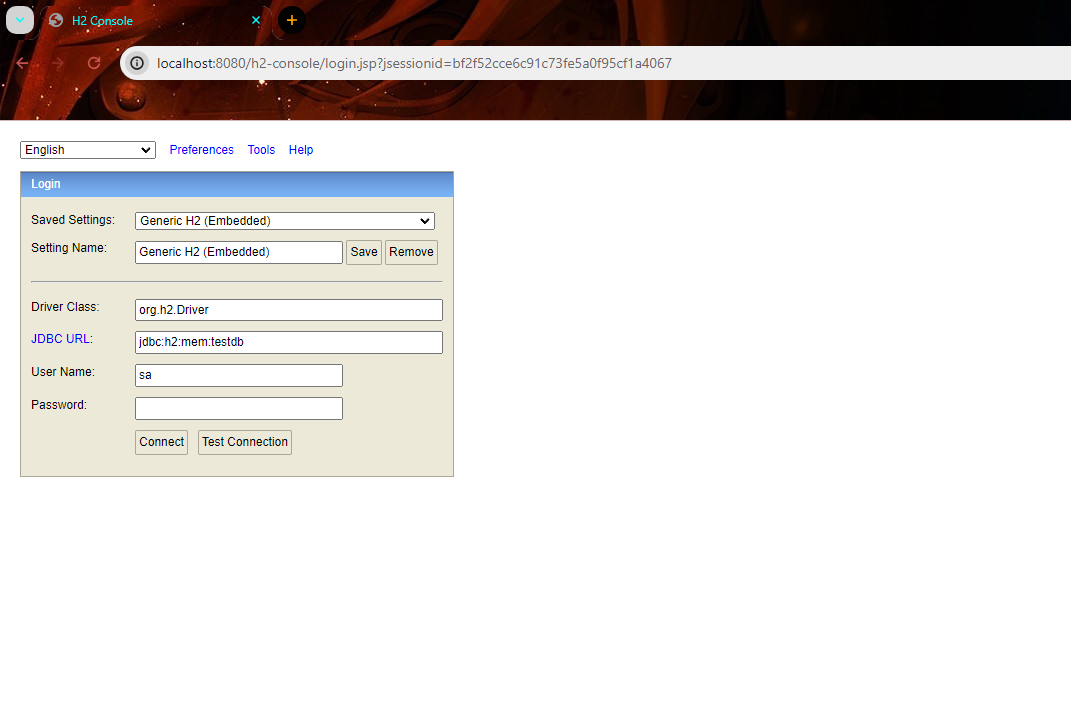 H2 Console
localhost:8080/h2-console/login.jsp?jsessionid=bf2f52cce6c91c73fe5a0f95cf1a4067
English Preferences Tools Help
Login
Saved Settings: Generic H2 (Embedded)
Setting Name: Generic H2 (Embedded) Save Remove
Driver Class: org.h2.Driver
JDBC URL: jdbc:h2:mem:testdb
User Name: sa
Password:
Connect Test Connection